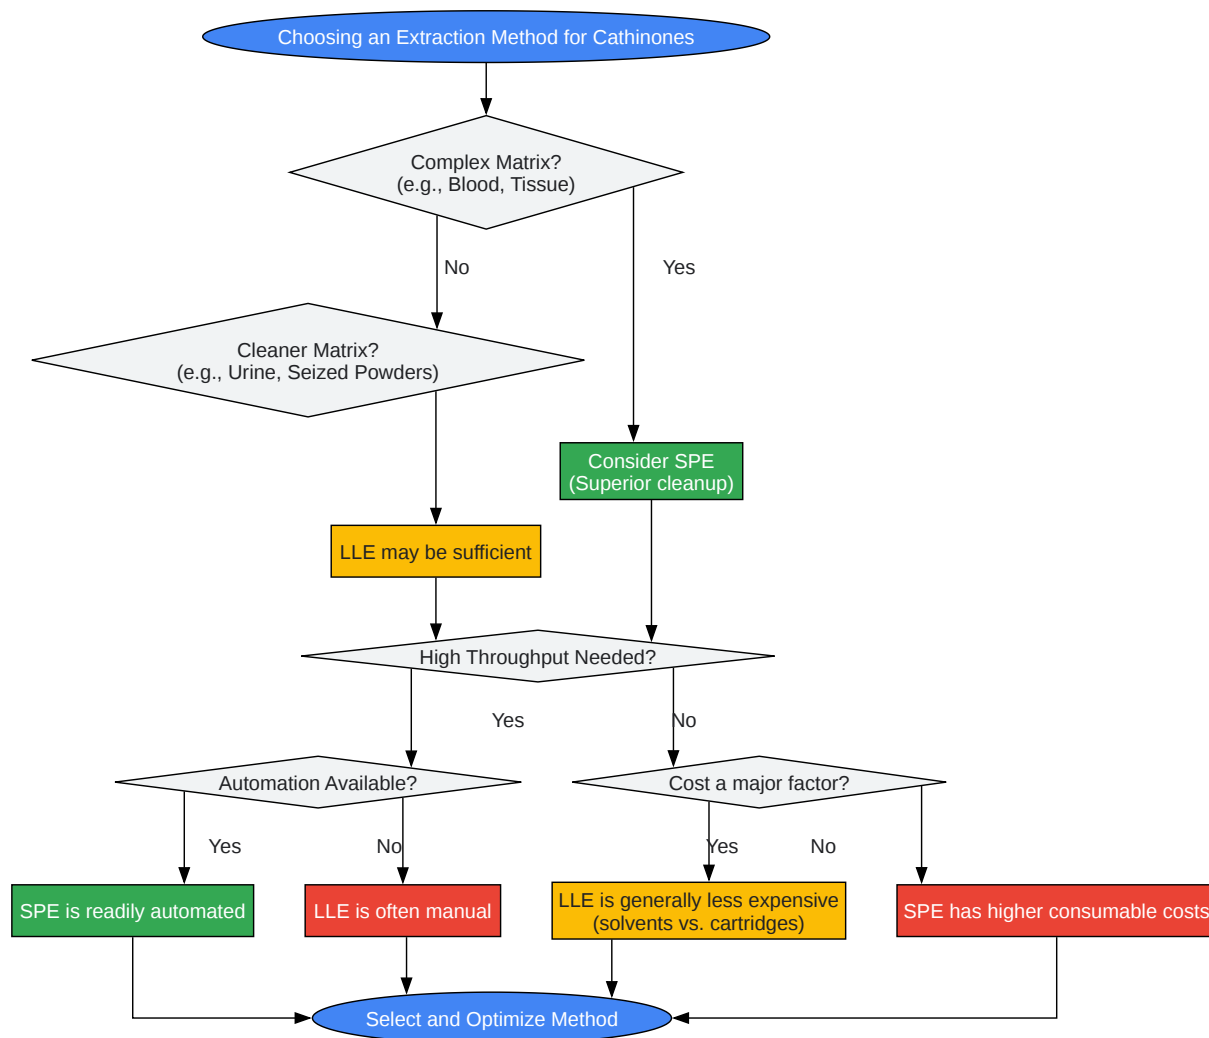 Choosing an Extraction Method for Cathinones
Complex Matrix?
(e.g., Blood, Tissue)
No
Yes
Cleaner Matrix?
(e.g., Urine, Seized Powders)
Consider SPE
(Superior cleanup)
LLE may be sufficient
High Throughput Needed?
Yes
No
Automation Available?
Cost a major factor?
Yes
No
Yes
No
SPE is readily automated
LLE is often manual
LLE is generally less expensive
(solvents vs. cartridges)
SPE has higher consumable costs
Select and Optimize Method